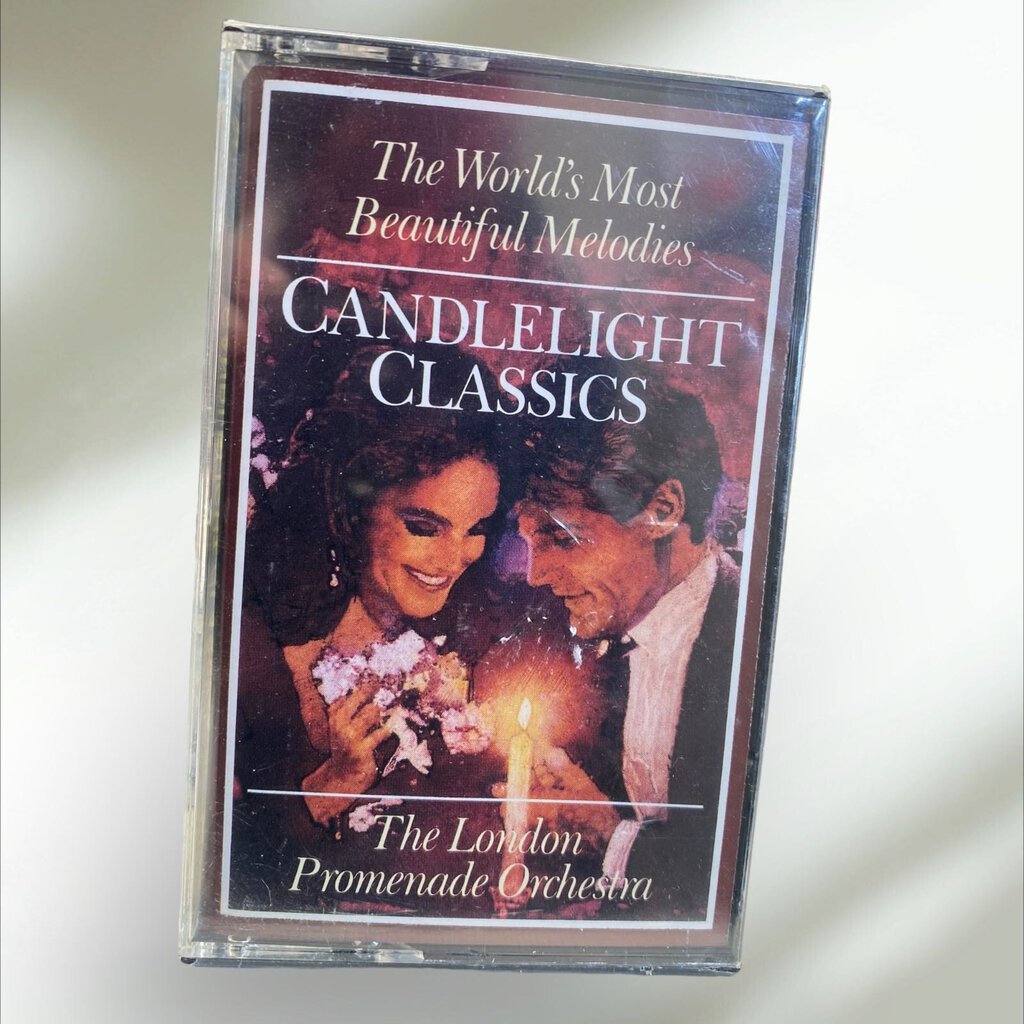 The World's Most
Beautiful Melodies
CANDLELIGHT
CLASSICS
The London
Promenade Orchestra